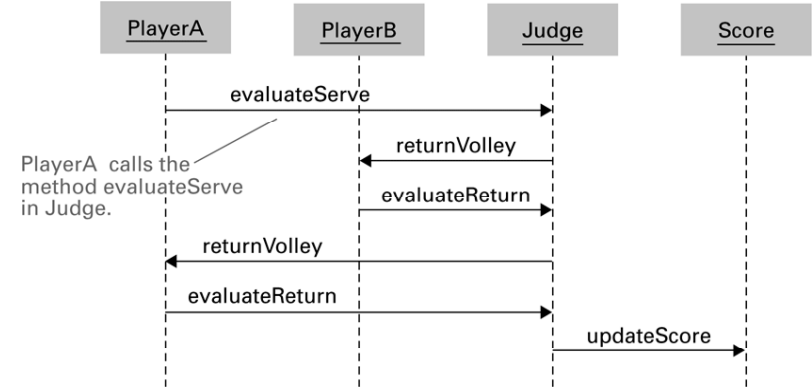 PlayerA
PlayerB
Judge
Score
evaluateServe
returnVolley
PlayerA calls the
method evaluateServe
in Judge.
evaluateReturn
returnVolley
evaluateReturn
updateScore